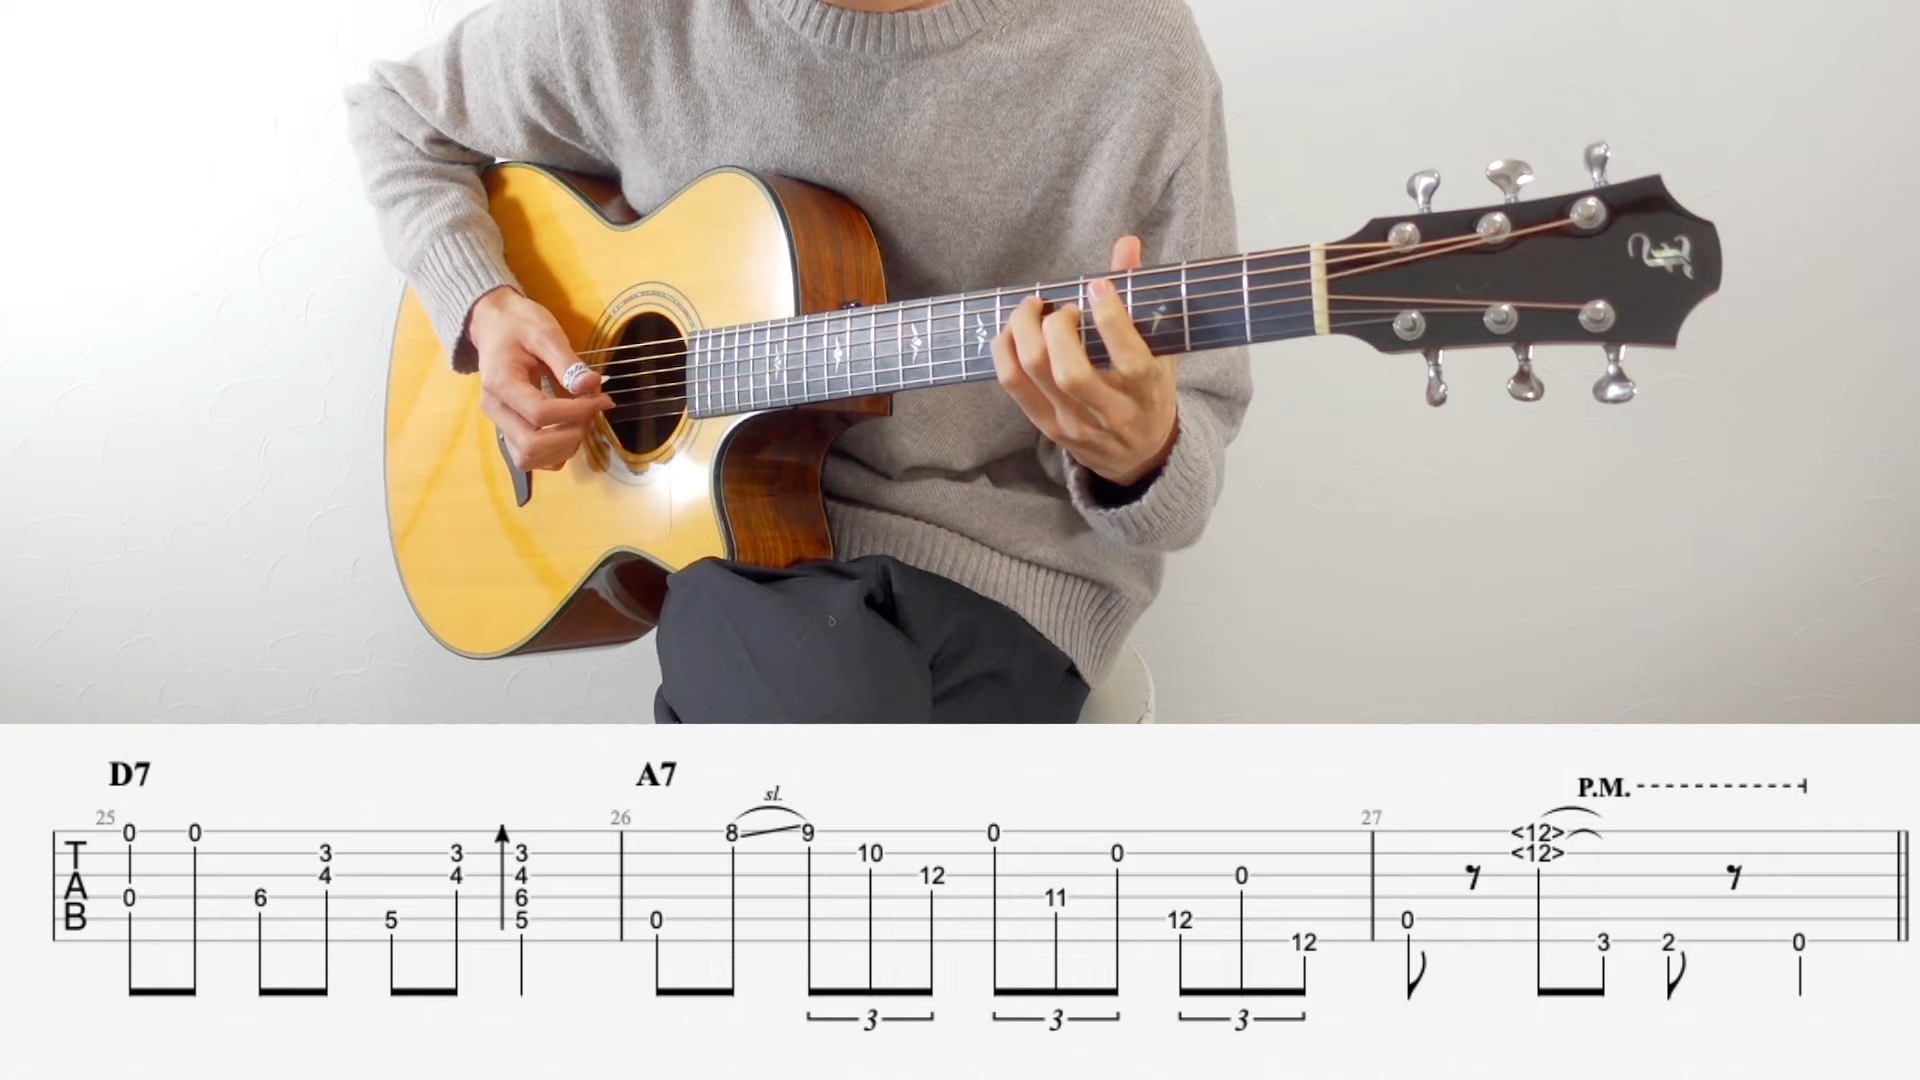 D7 A7 P.M.
25 26 sl. 27
0 0 8 9 0 <12>
T 3 3 3 10 0 <12>
4 4 4 12 0
A 0 6 6 11
B 5 5 0 12 0
12 3 2 0
3 3 3